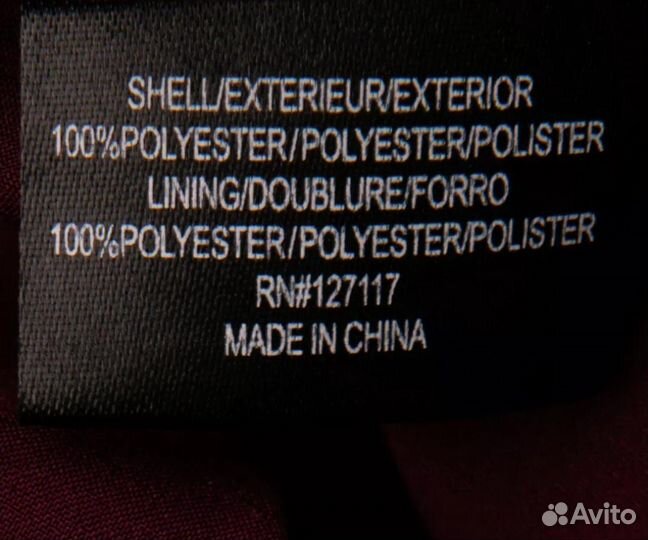 SHELL/EXTERIEUR/EXTERIOR
100%POLYESTER/POLYESTER/POLISTER
LINING/DOUBLURE/FORRO
100%POLYESTER/POLYESTER/POLISTER
RN#127117
MADE IN CHINA
Avito